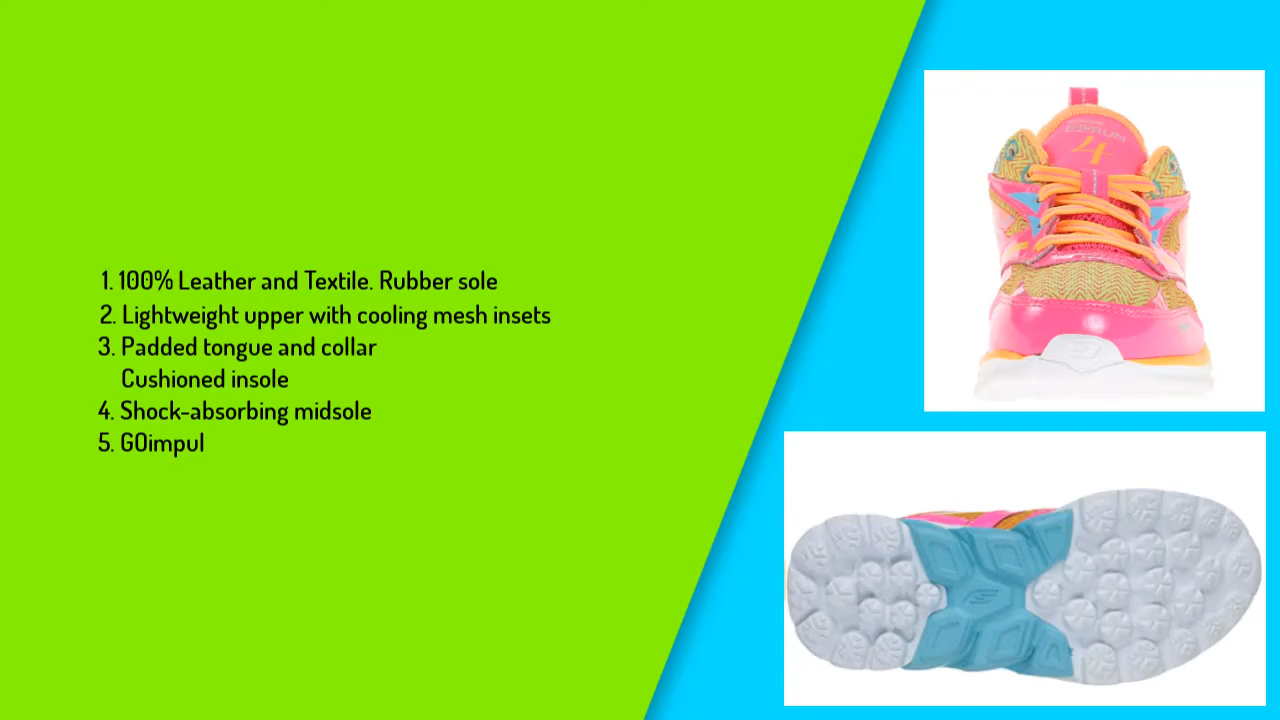 1. 100% Leather and Textile. Rubber sole
2. Lightweight upper with cooling mesh insets
3. Padded tongue and collar
Cushioned insole
4. Shock-absorbing midsole
5. GOimpul
4